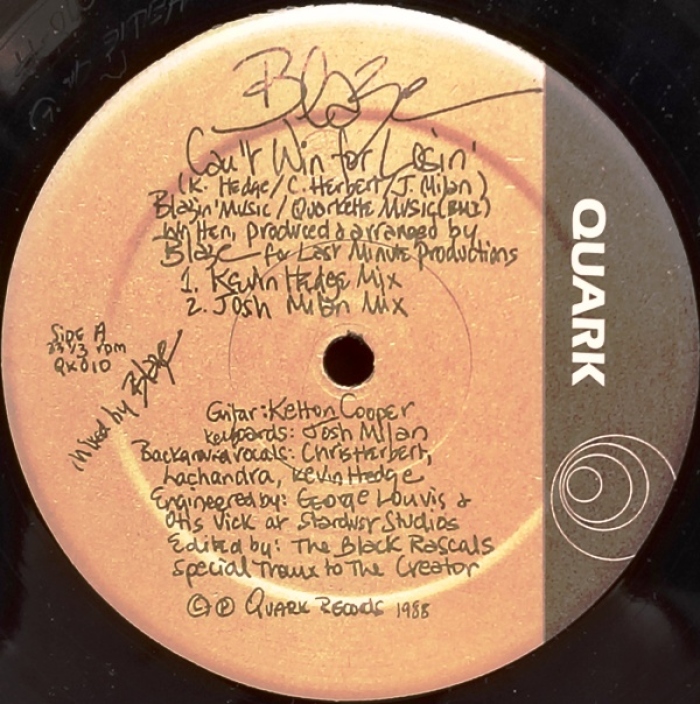 Blaze
Can't Win for Losin'
(K. Hedge/C. Herbert/J. Milan)
Blazin' Music/Quarkette Music (BMI)
Written, produced & arranged by
Blaze for Last Minute Productions
1. Kevin Hedge Mix
2. Josh Milan Mix
Side A
33 1/3 rpm
QK010
mixed by Blaze
Guitar: Kelton Cooper
keyboards: Josh Milan
Background vocals: Chris Herbert,
Lachandra, Kevin Hedge
Engineered by: George Louvis &
Otis Vick at Stardust Studios
Edited by: The Black Rascals
Special Thanx to The Creator
© ℗ Quark Records 1988
QUARK